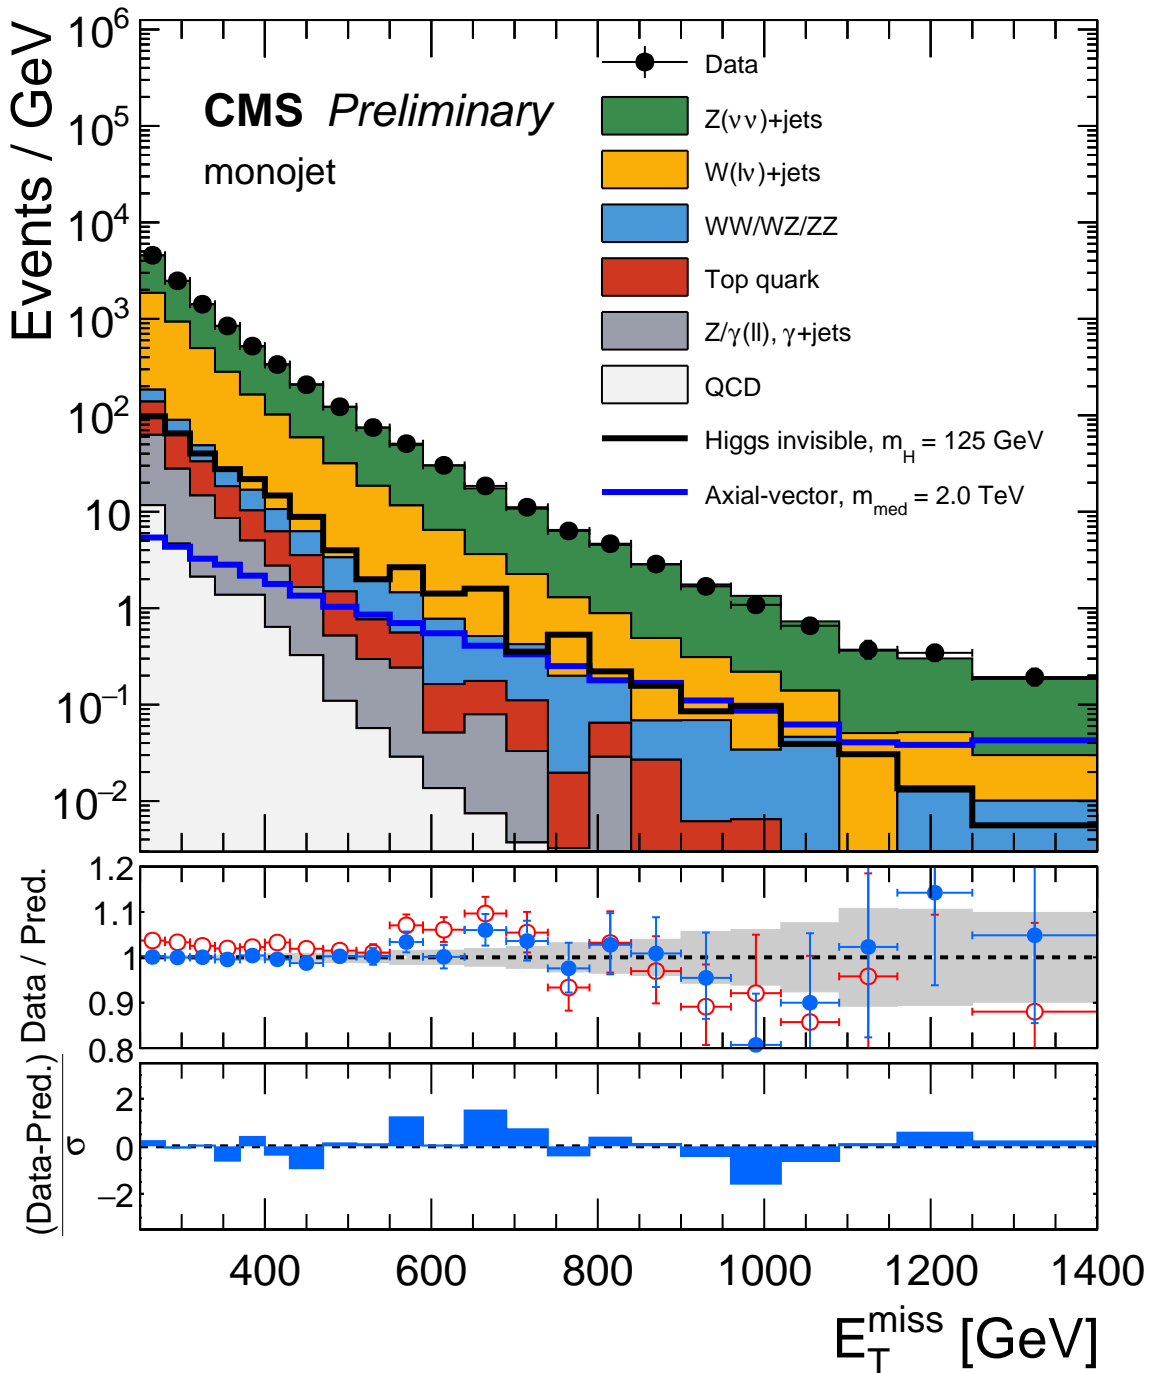 CMS Preliminary
monojet
Data
Z(νν)+jets
W(lν)+jets
WW/WZ/ZZ
Top quark
Z/γ(ll), γ+jets
QCD
Higgs invisible, m_H = 125 GeV
Axial-vector, m_med = 2.0 TeV
Events / GeV
10^6
10^5
10^4
10^3
10^2
10
1
10^−1
10^−2
Data / Pred.
1.2
1.1
1
0.9
0.8
(Data-Pred.)
σ
2
0
−2
400 600 800 1000 1200 1400
E_T^miss [GeV]